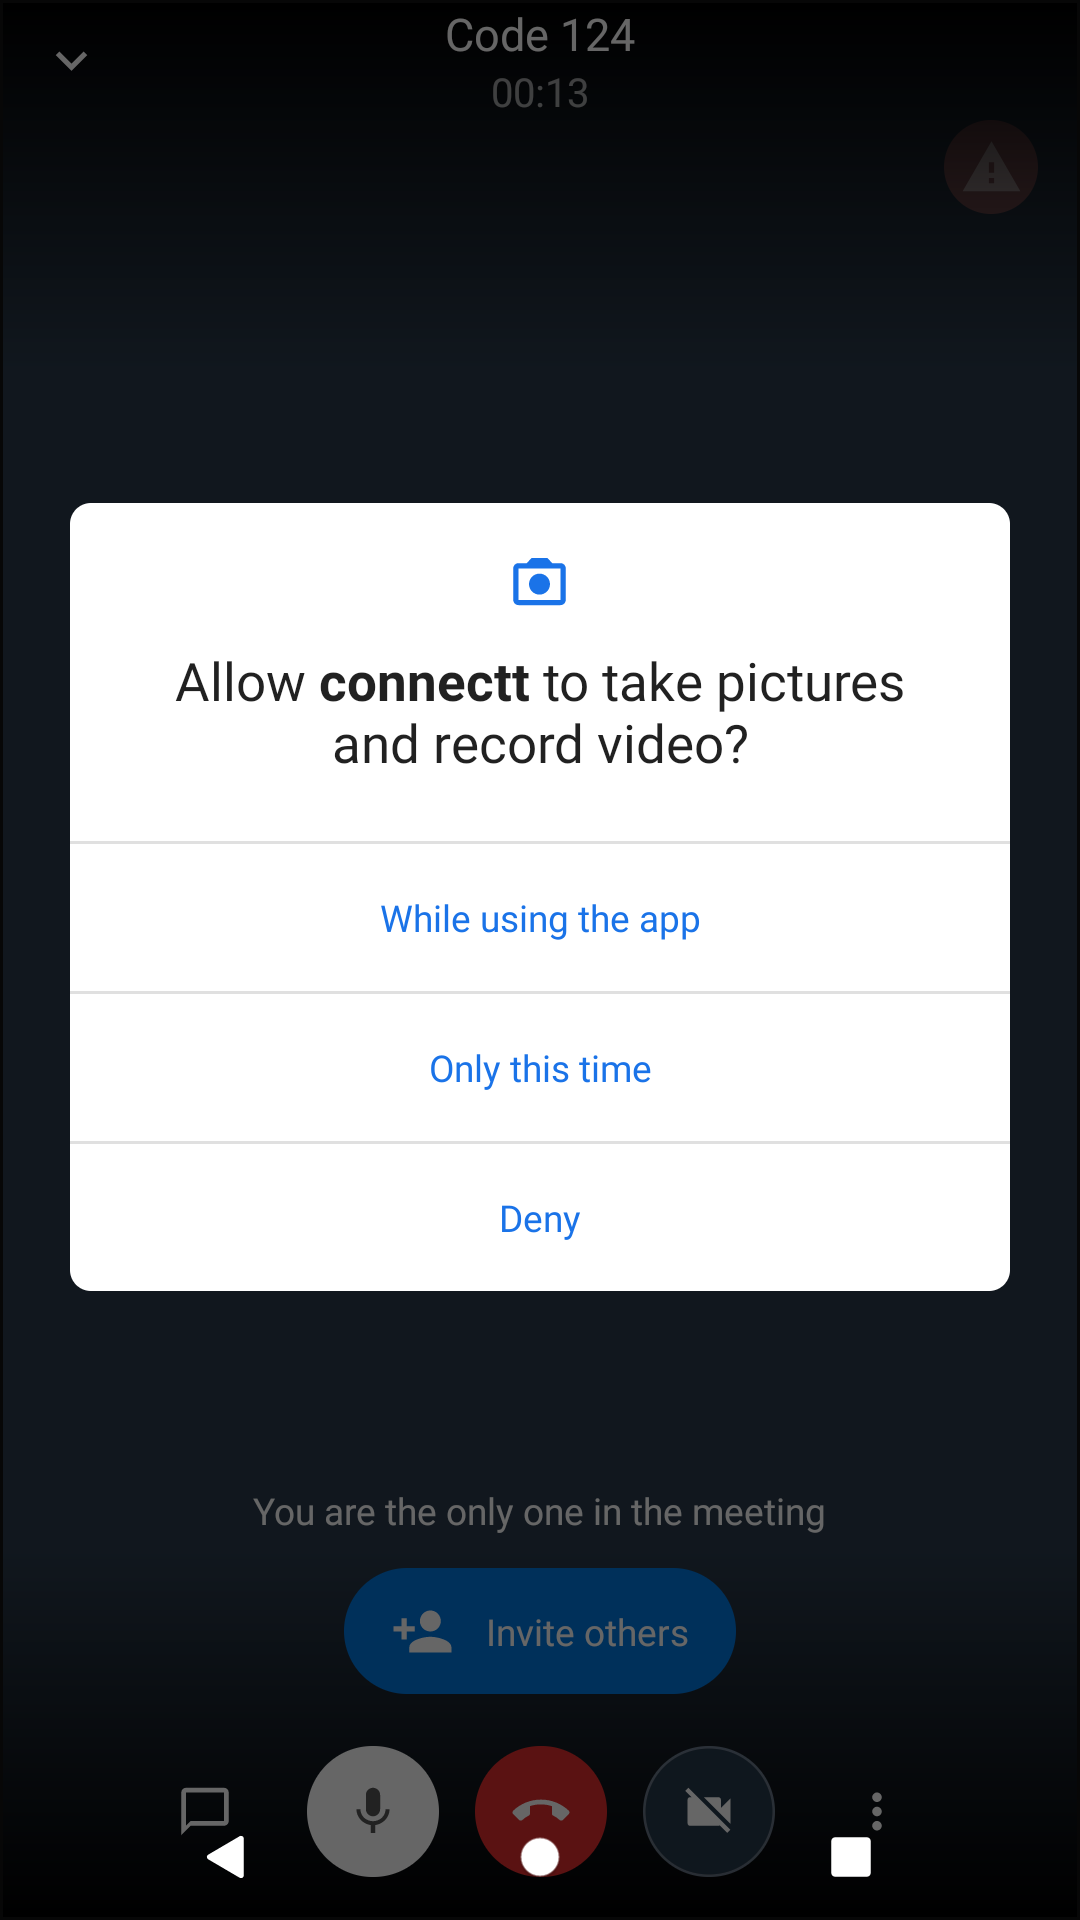 Code 124
00:13
Allow connectt to take pictures
and record video?
While using the app
Only this time
Deny
You are the only one in the meeting
Invite others